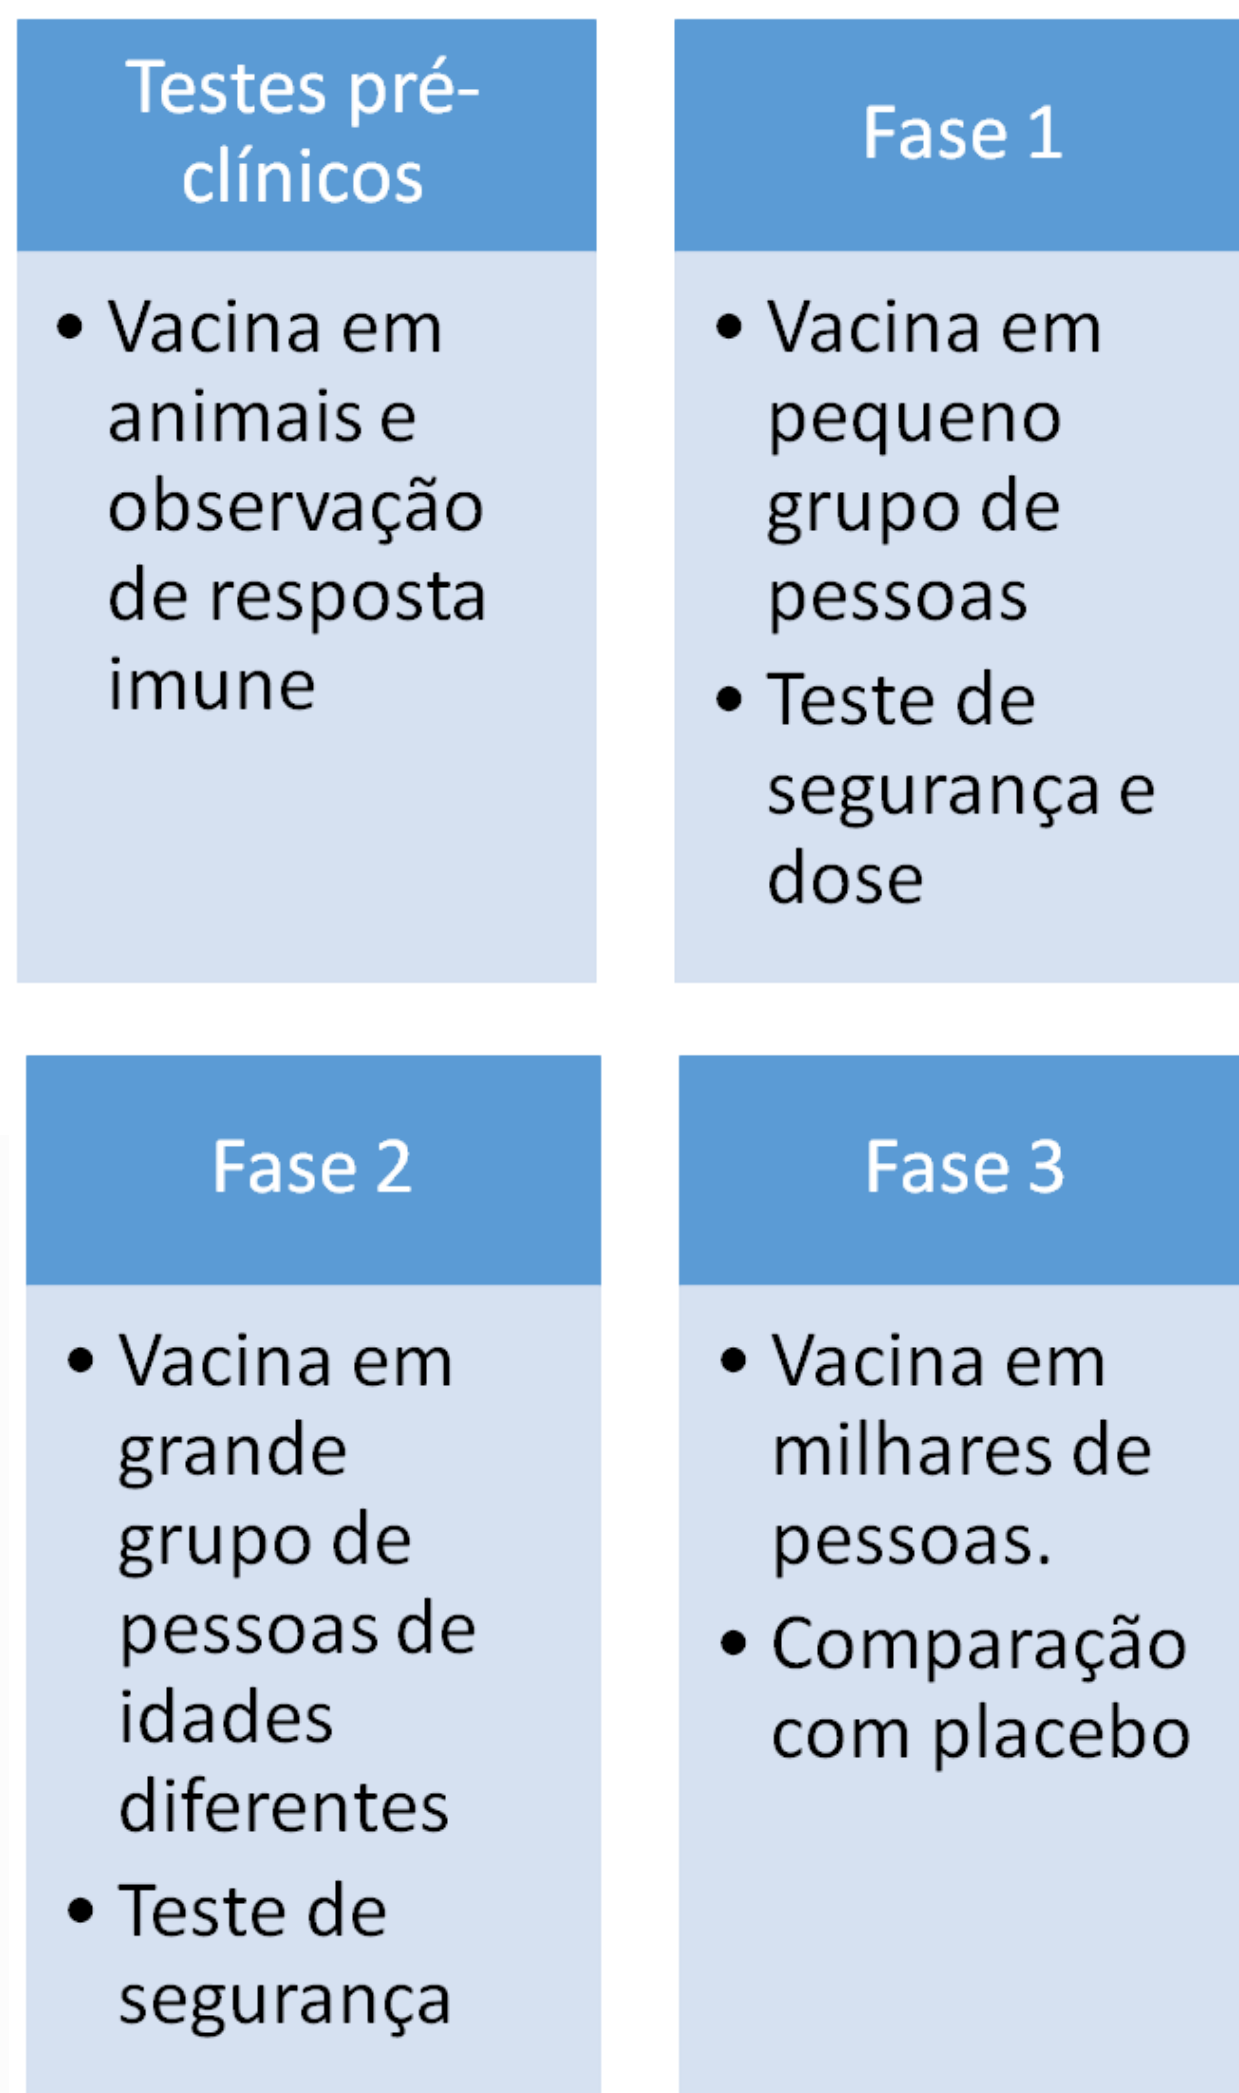 Testes pré-
clínicos
• Vacina em
animais e
observação
de resposta
imune
Fase 1
• Vacina em
pequeno
grupo de
pessoas
• Teste de
segurança e
dose
Fase 2
• Vacina em
grande
grupo de
pessoas de
idades
diferentes
• Teste de
segurança
Fase 3
• Vacina em
milhares de
pessoas.
• Comparação
com placebo